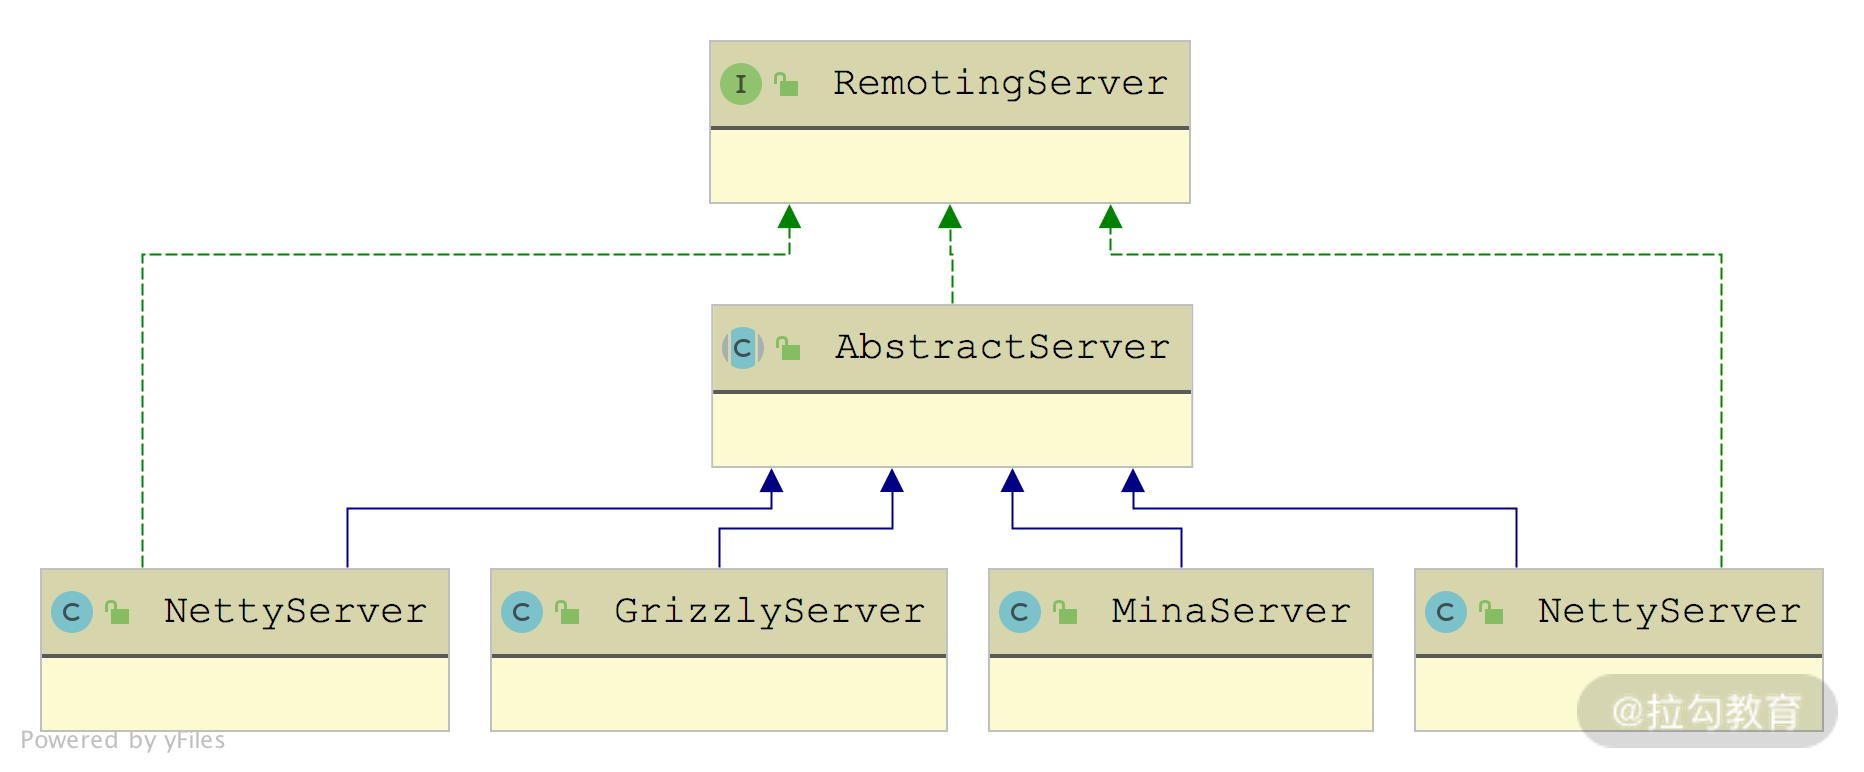 I RemotingServer
C AbstractServer
C NettyServer
C GrizzlyServer
C MinaServer
C NettyServer
@拉勾教育
Powered by yFiles